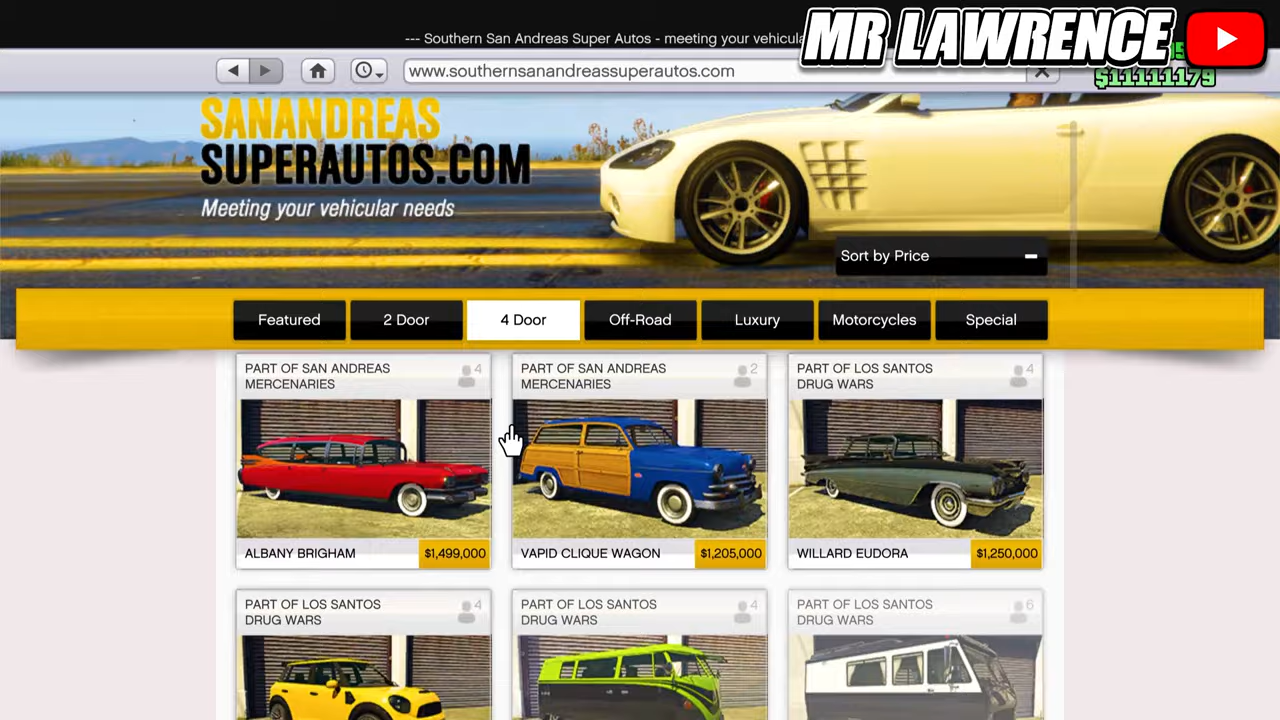 --- Southern San Andreas Super Autos - meeting your vehicula
MR LAWRENCE
www.southernsanandreassuperautos.com
$11111179
SANANDREAS
SUPERAUTOS.COM
Meeting your vehicular needs
Sort by Price
Featured
2 Door
4 Door
Off-Road
Luxury
Motorcycles
Special
PART OF SAN ANDREAS
MERCENARIES
4
ALBANY BRIGHAM
$1,499,000
PART OF SAN ANDREAS
MERCENARIES
2
VAPID CLIQUE WAGON
$1,205,000
PART OF LOS SANTOS
DRUG WARS
4
WILLARD EUDORA
$1,250,000
PART OF LOS SANTOS
DRUG WARS
4
PART OF LOS SANTOS
DRUG WARS
4
PART OF LOS SANTOS
DRUG WARS
6